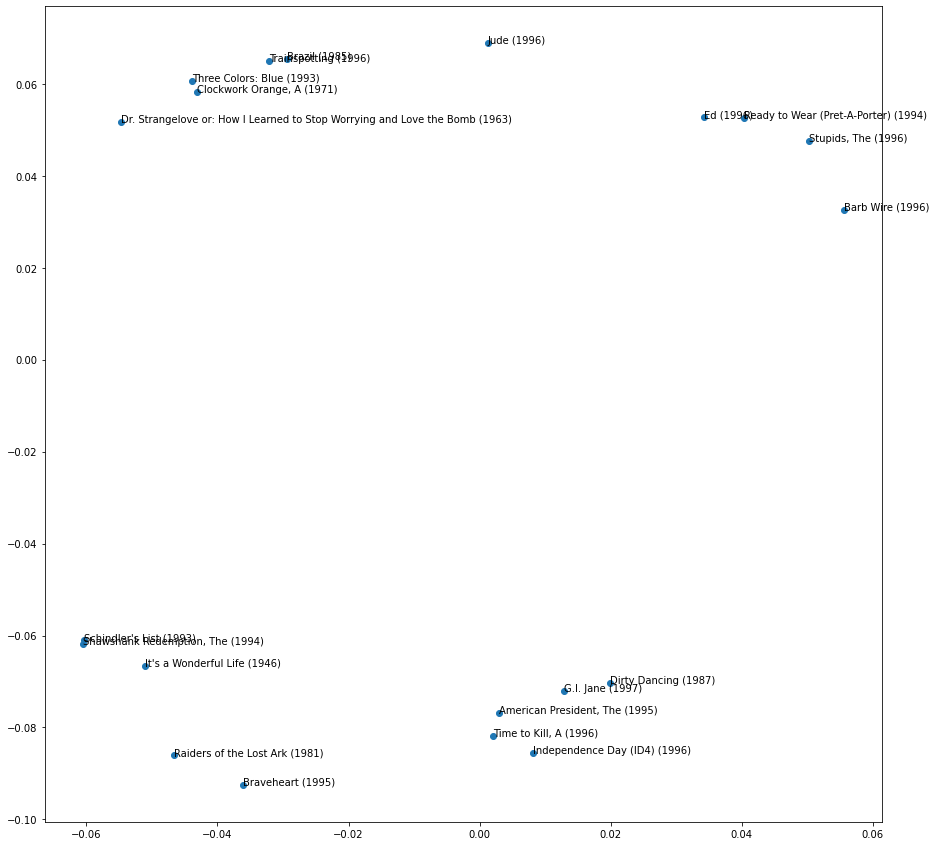 Jude (1996)
Brazil (1985)
Trainspotting (1996)
0.06
Three Colors: Blue (1993)
Clockwork Orange, A (1971)
Dr. Strangelove or: How I Learned to Stop Worrying and Love the Bomb (1963)
Ed (1996)
Ready to Wear (Pret-A-Porter) (1994)
Stupids, The (1996)
0.04
Barb Wire (1996)
0.02
0.00
−0.02
−0.04
−0.06
Schindler's List (1993)
Shawshank Redemption, The (1994)
It's a Wonderful Life (1946)
Dirty Dancing (1987)
G.I. Jane (1997)
American President, The (1995)
−0.08
Time to Kill, A (1996)
Independence Day (ID4) (1996)
Raiders of the Lost Ark (1981)
Braveheart (1995)
−0.10
−0.06 −0.04 −0.02 0.00 0.02 0.04 0.06